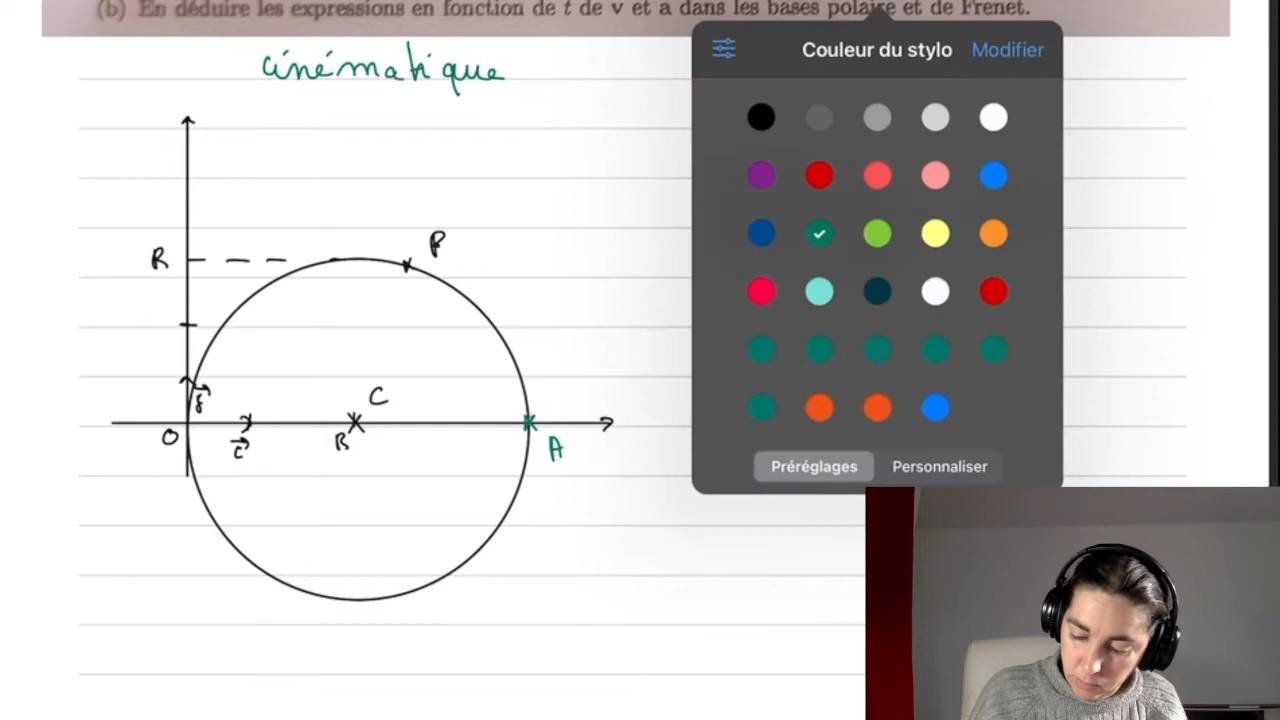 (b) En déduire les expressions en fonction de t de v et a dans les bases polaire et de Frenet.
cinématique
Couleur du stylo Modifier
R
P
C
O
B
A
Préréglages Personnaliser